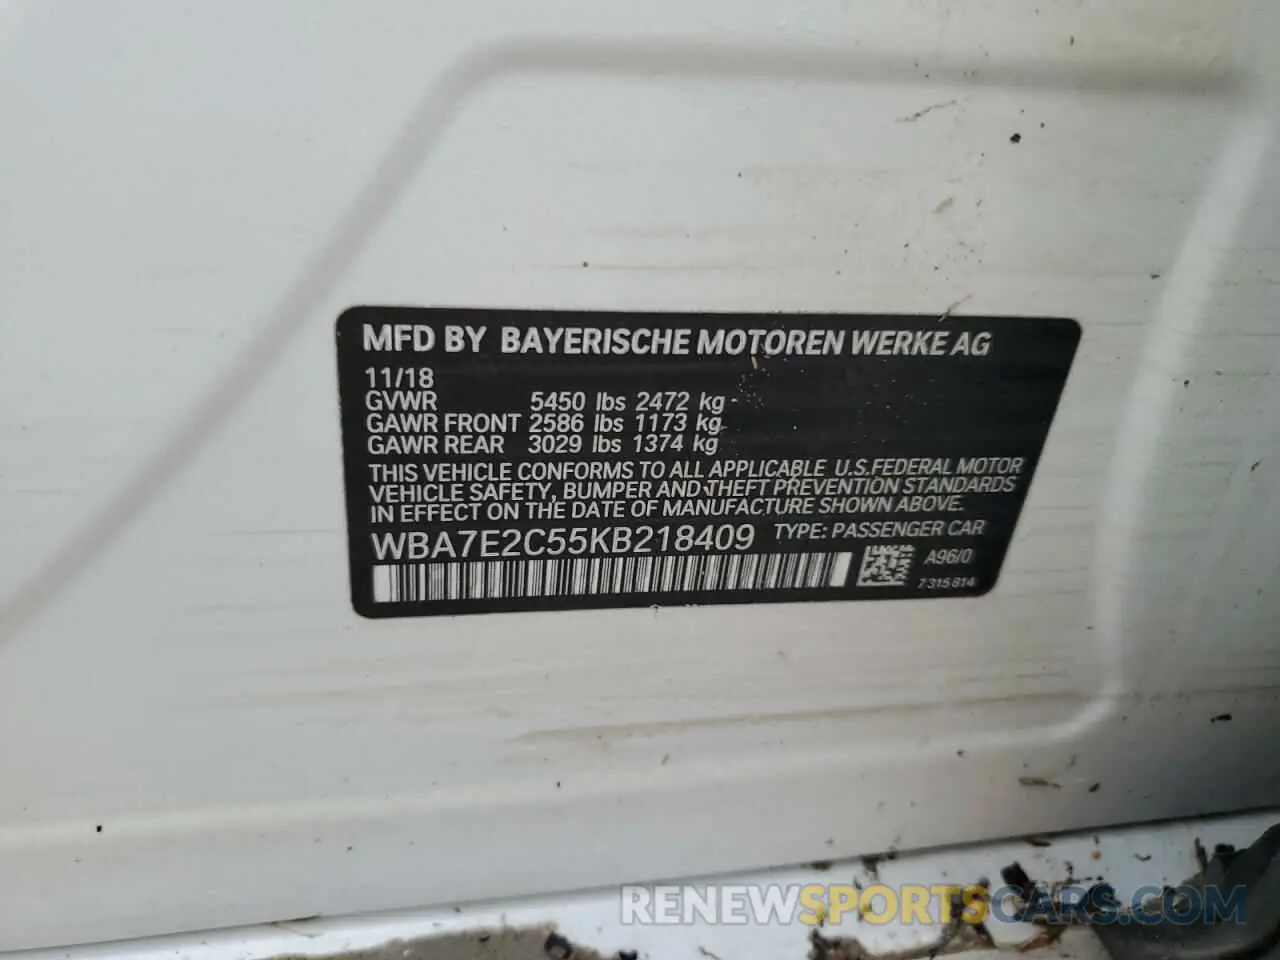 MFD BY BAYERISCHE MOTOREN WERKE AG
11/18
GVWR 5450 lbs 2472 kg
GAWR FRONT 2586 lbs 1173 kg
GAWR REAR 3029 lbs 1374 kg
THIS VEHICLE CONFORMS TO ALL APPLICABLE U.S.FEDERAL MOTOR
VEHICLE SAFETY, BUMPER AND THEFT PREVENTION STANDARDS
IN EFFECT ON THE DATE OF MANUFACTURE SHOWN ABOVE.
WBA7E2C55KB218409 TYPE: PASSENGER CAR
A96/0
7315814
RENEWSPORTSCARS.COM